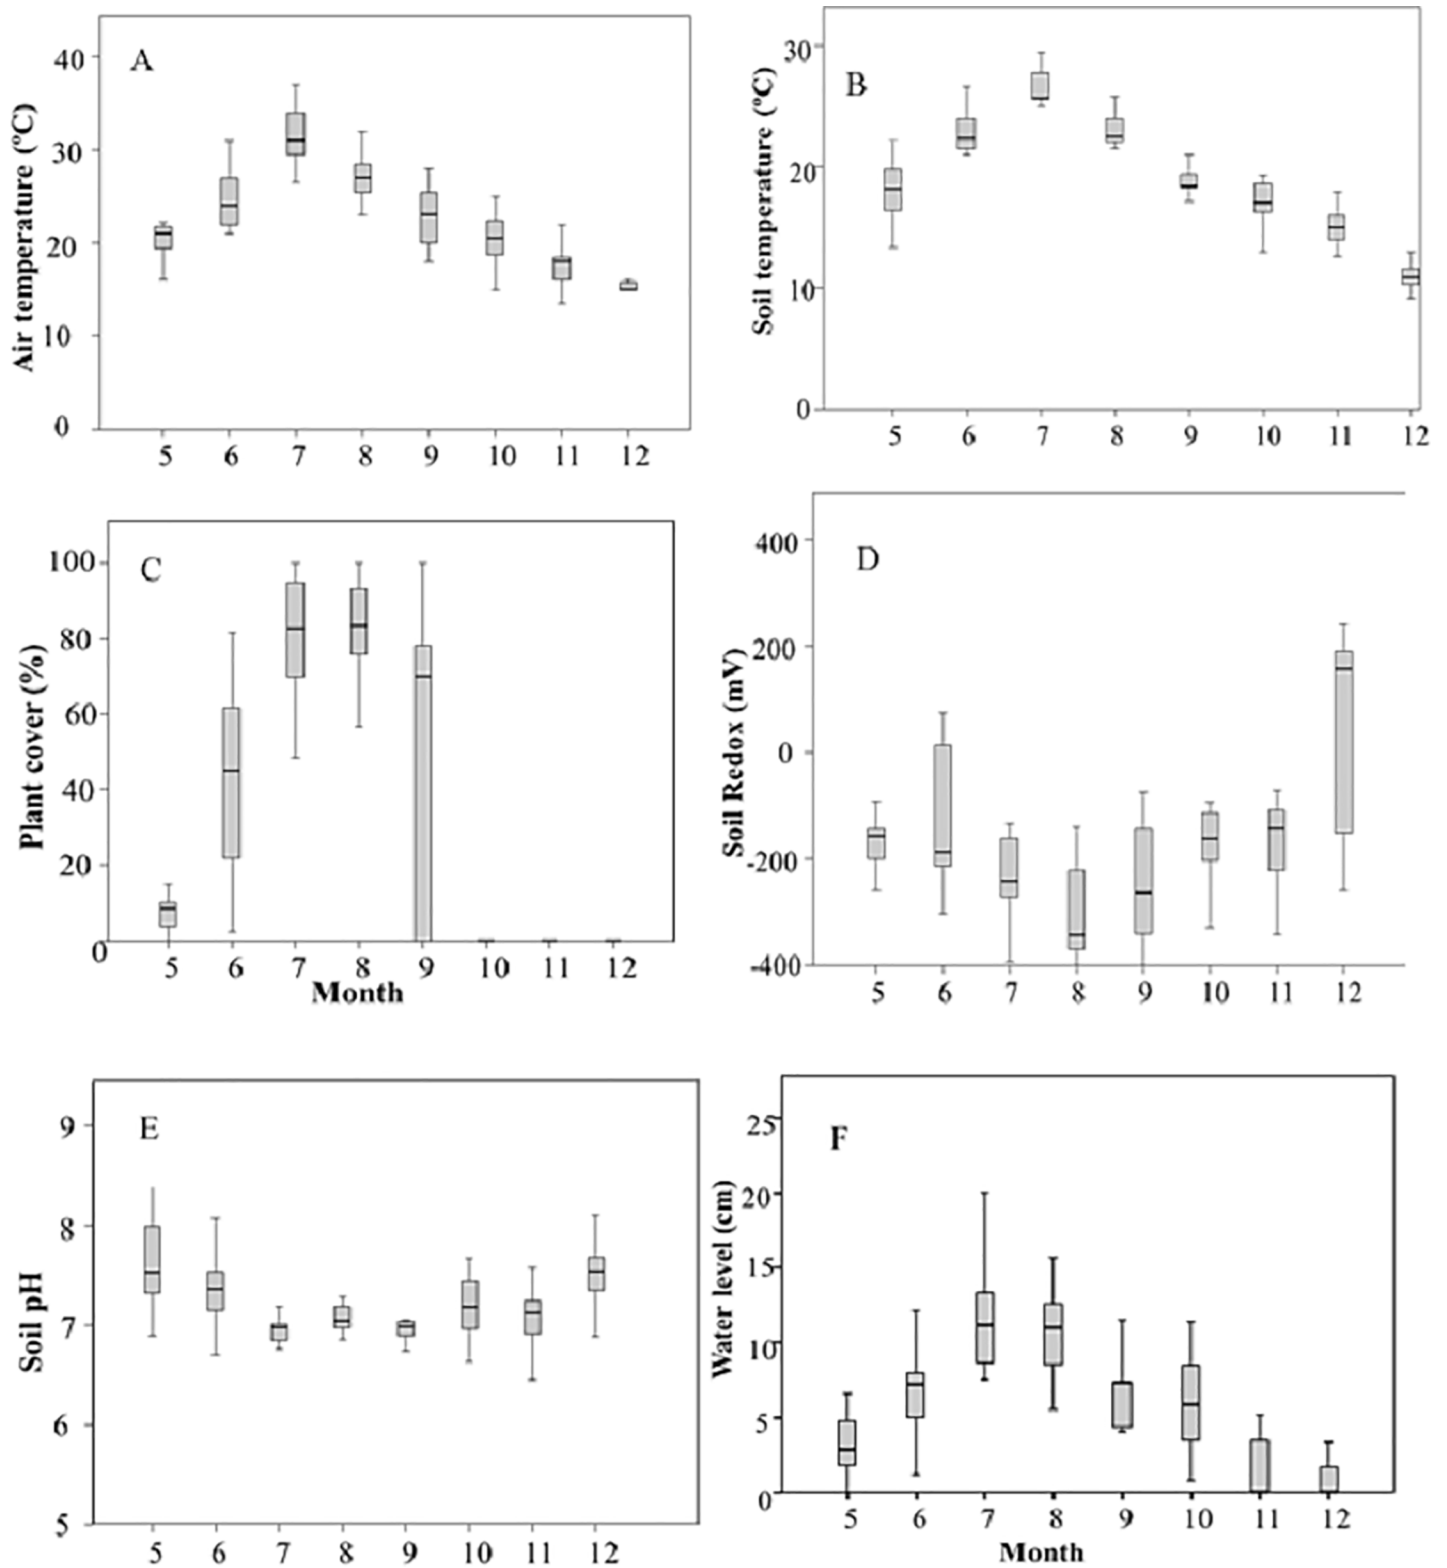 A
Air temperature (ºC)
40
30
20
10
0
5 6 7 8 9 10 11 12
B
Soil temperature (ºC)
30
20
10
0
5 6 7 8 9 10 11 12
C
Plant cover (%)
100
80
60
40
20
0
5 6 7 8 9 10 11 12
Month
D
Soil Redox (mV)
400
200
0
-200
-400
5 6 7 8 9 10 11 12
E
Soil pH
9
8
7
6
5
5 6 7 8 9 10 11 12
F
Water level (cm)
25
20
15
10
5
0
5 6 7 8 9 10 11 12
Month